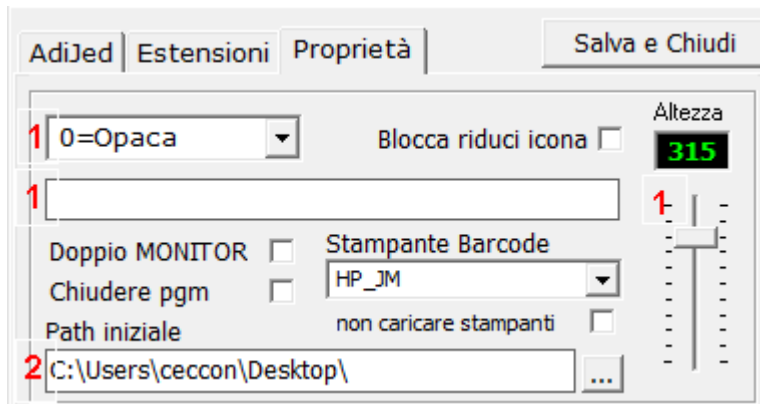 AdiJed Estensioni Proprietà Salva e Chiudi
Altezza
1 0=Opaca Blocca riduci icona 315
1 1
Doppio MONITOR Stampante Barcode
Chiudere pgm HP_JM
Path iniziale non caricare stampanti
2 C:\Users\ceccon\Desktop\ ...